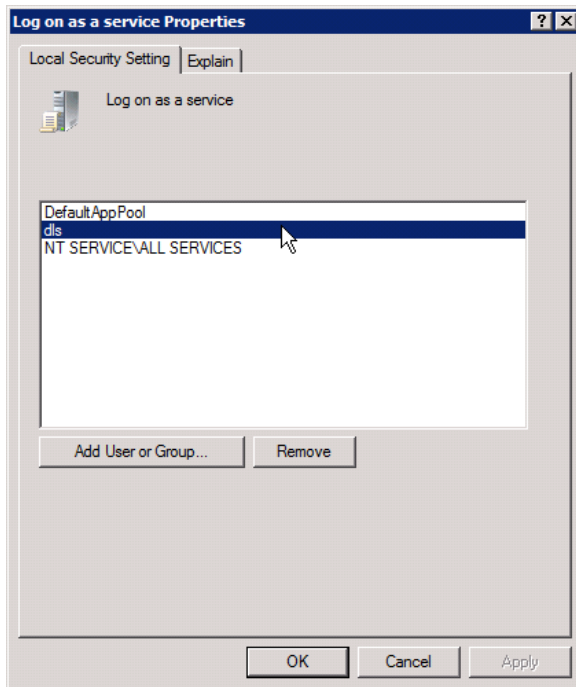 Log on as a service Properties
Local Security Setting
Explain
Log on as a service
DefaultAppPool
dls
NT SERVICE\ALL SERVICES
Add User or Group...
Remove
OK
Cancel
Apply